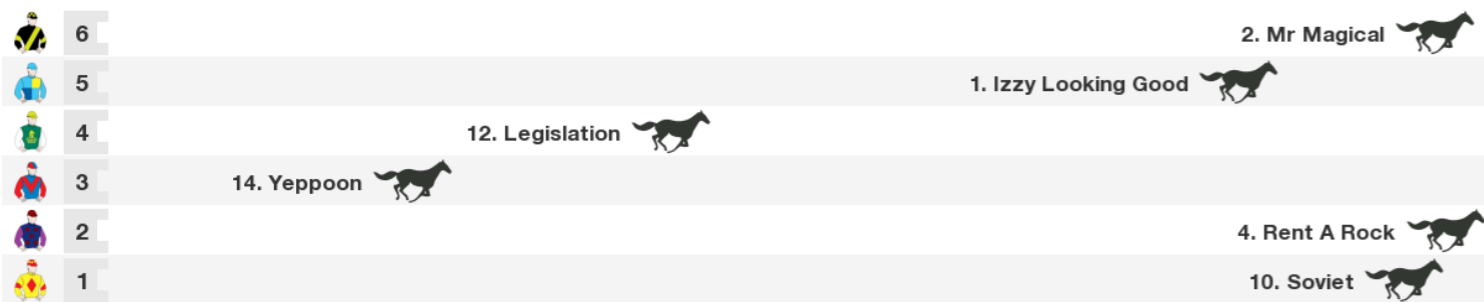 6 2. Mr Magical
5 1. Izzy Looking Good
4 12. Legislation
3 14. Yeppoon
2 4. Rent A Rock
1 10. Soviet